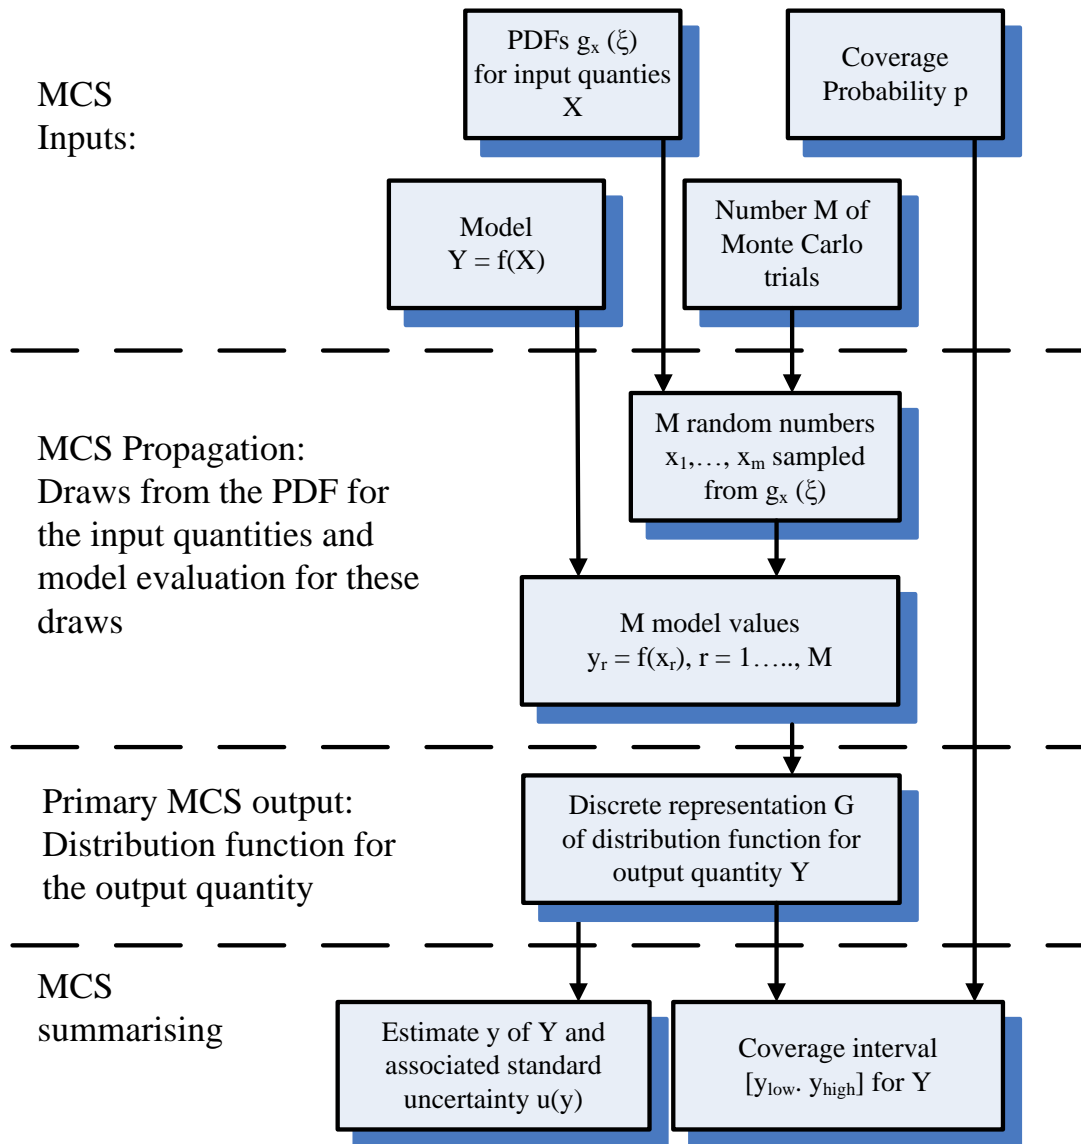 MCS
Inputs:
PDFs gₓ (ξ)
for input quanties
X
Coverage
Probability p
Model
Y = f(X)
Number M of
Monte Carlo
trials
MCS Propagation:
Draws from the PDF for
the input quantities and
model evaluation for these
draws
M random numbers
x₁,…, xₘ sampled
from gₓ (ξ)
M model values
yᵣ = f(xᵣ), r = 1….., M
Primary MCS output:
Distribution function for
the output quantity
Discrete representation G
of distribution function for
output quantity Y
MCS
summarising
Estimate y of Y and
associated standard
uncertainty u(y)
Coverage interval
[y_low. y_high] for Y